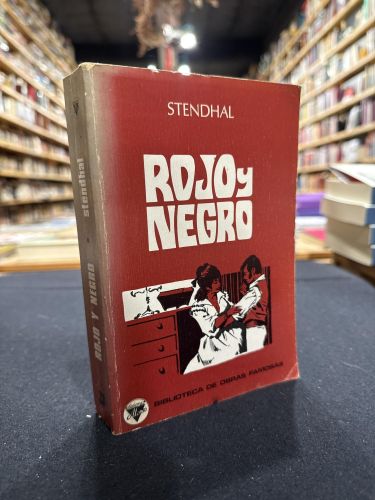 STENDHAL
ROJO y
NEGRO
BIBLIOTECA DE OBRAS FAMOSAS
ROJO Y NEGRO • stendhal